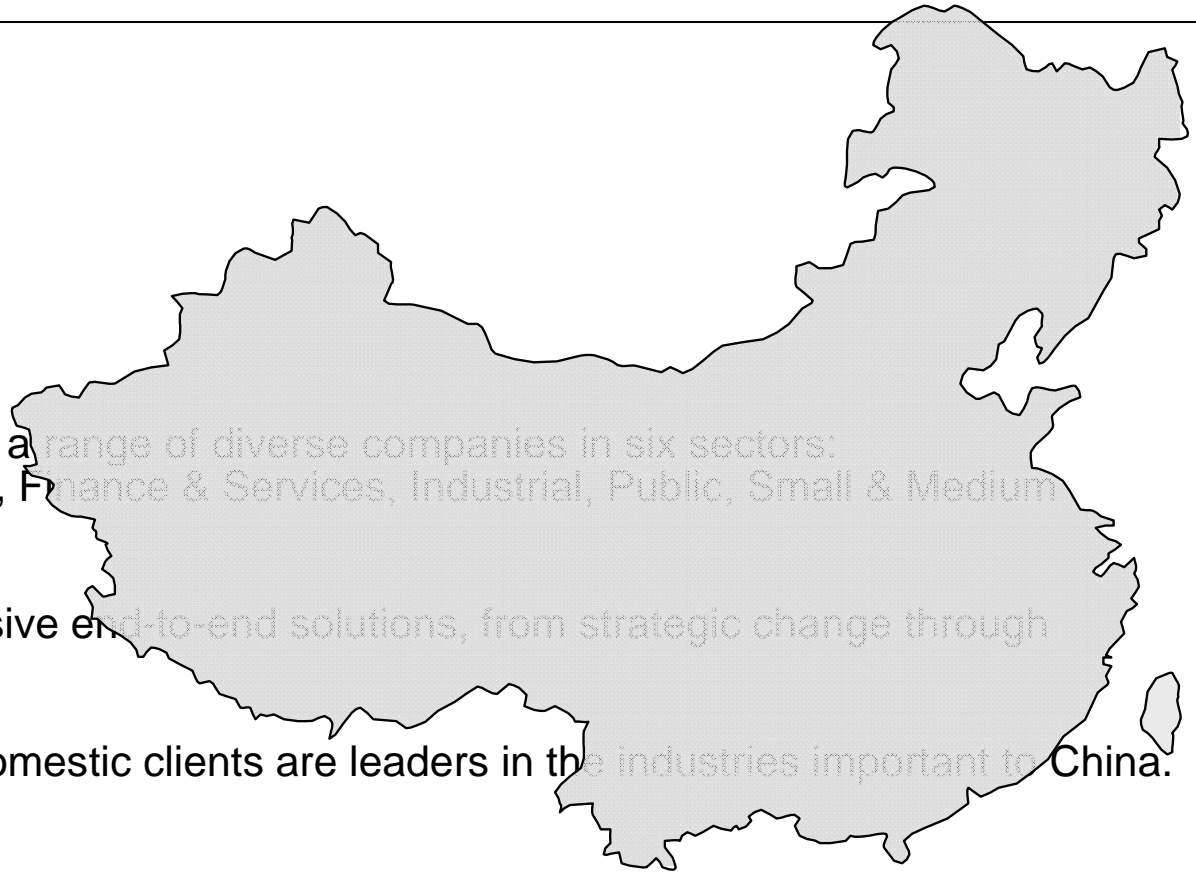 a range of diverse companies in six sectors:
, Finance & Services, Industrial, Public, Small & Medium
sive end-to-end solutions, from strategic change through
omestic clients are leaders in the industries important to China.